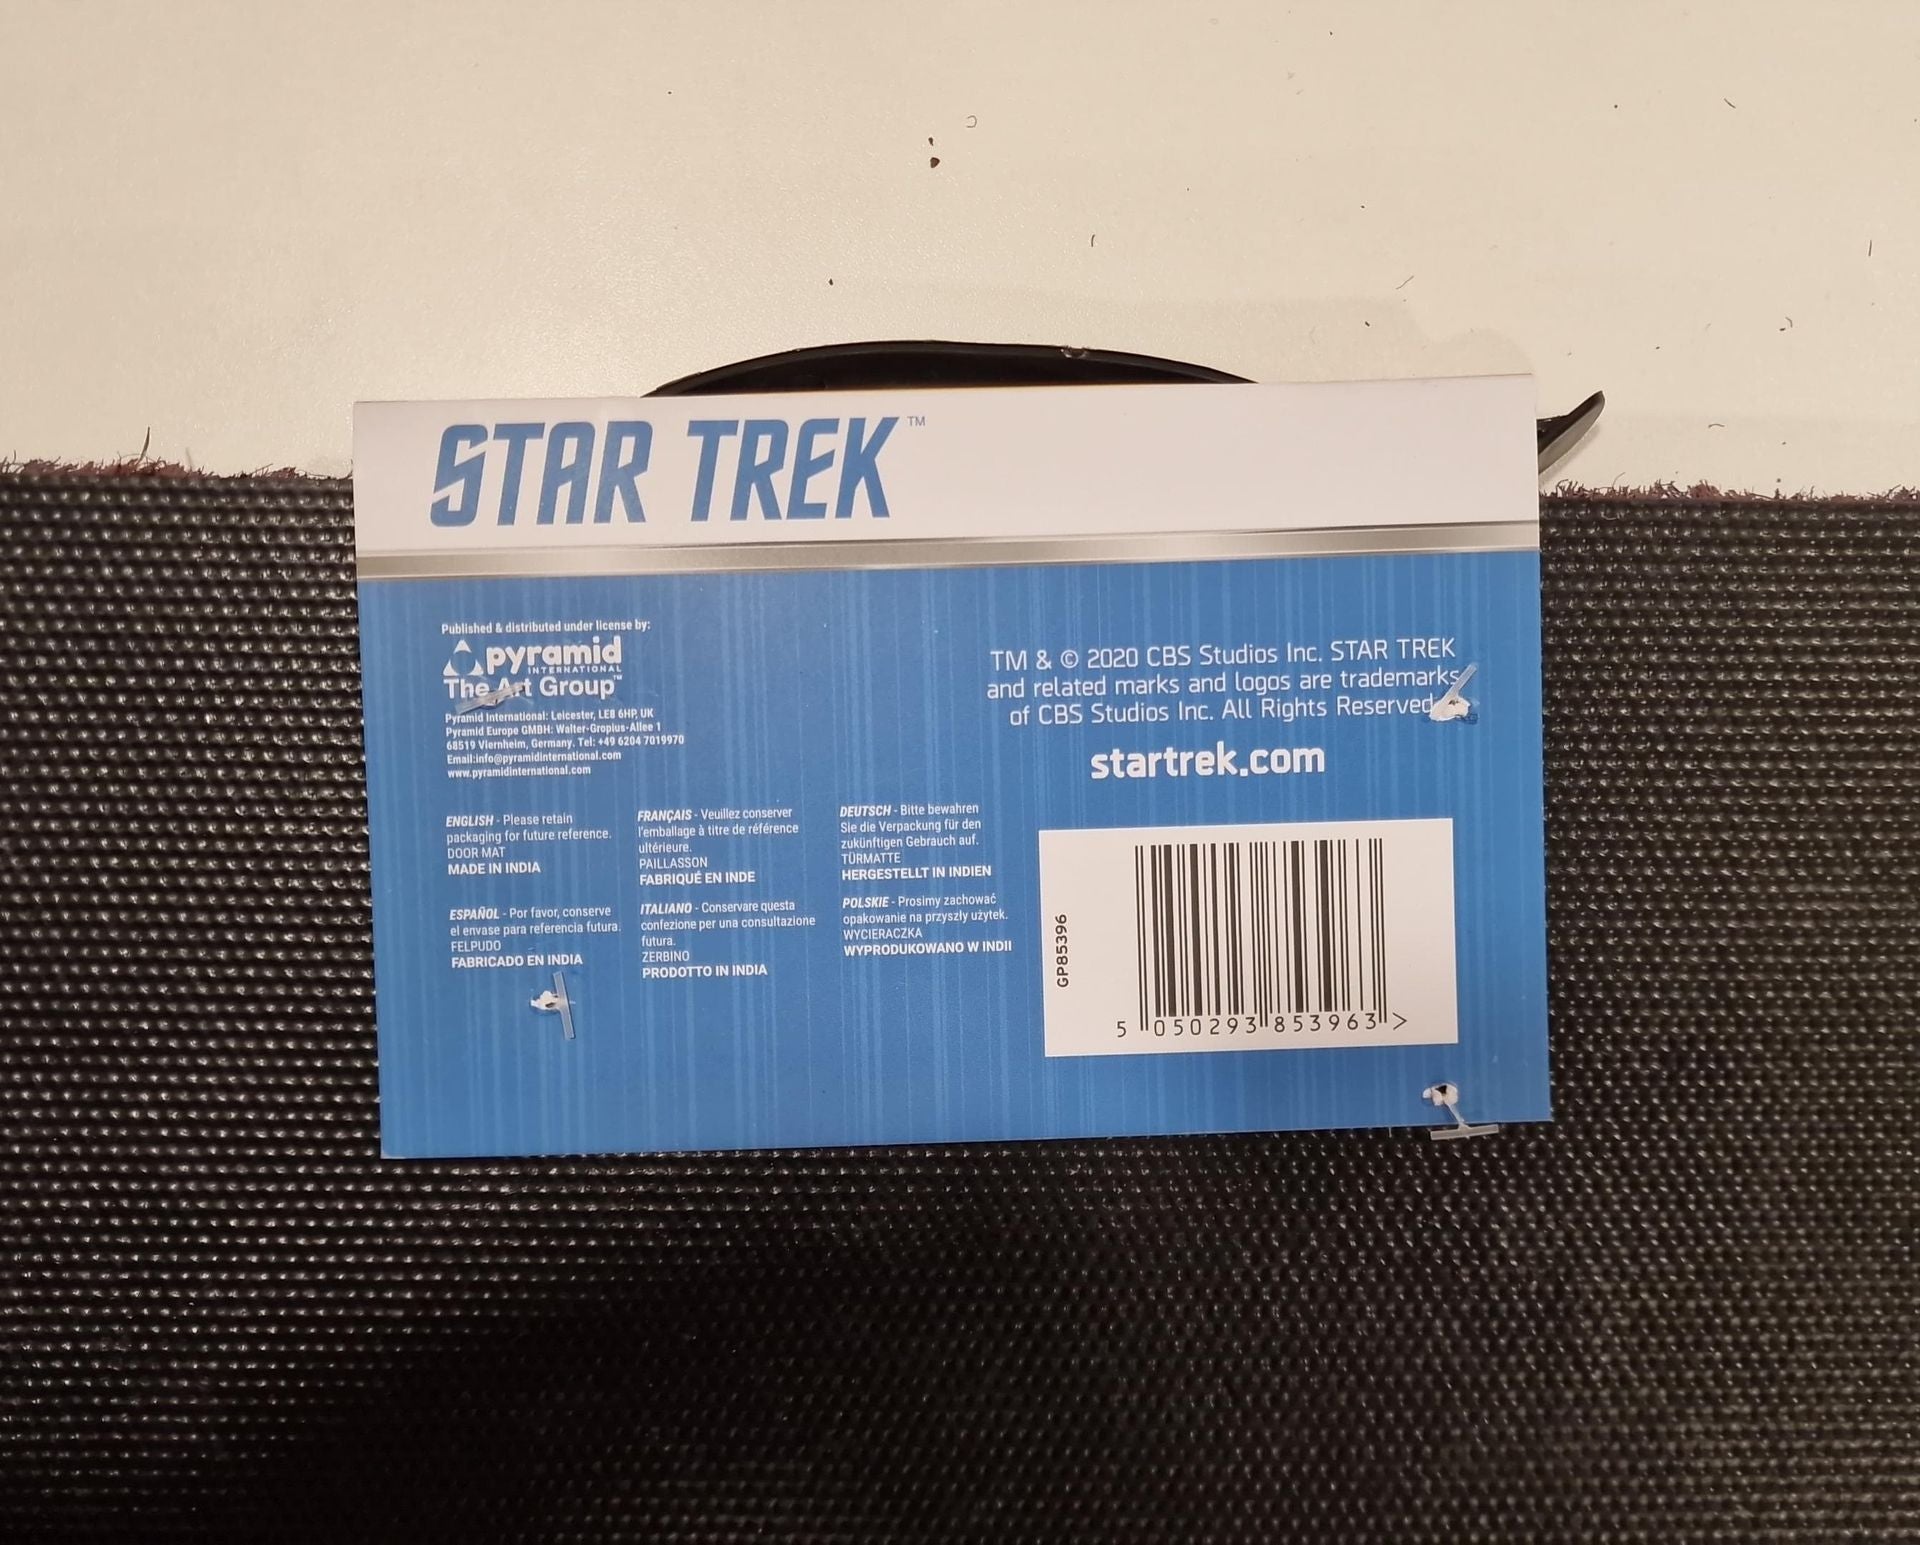 STAR TREK™
Published & distributed under license by:
pyramid
INTERNATIONAL
The Art Group™
Pyramid International: Leicester, LE8 6HP, UK
Pyramid Europe GMBH: Walter-Gropius-Allee 1
68519 Viernheim, Germany. Tel: +49 6204 7019970
Email:info@pyramidinternational.com
www.pyramidinternational.com
TM & © 2020 CBS Studios Inc. STAR TREK
and related marks and logos are trademarks
of CBS Studios Inc. All Rights Reserved
startrek.com
ENGLISH - Please retain
packaging for future reference.
DOOR MAT
MADE IN INDIA
FRANÇAIS - Veuillez conserver
l'emballage à titre de référence
ultérieure.
PAILLASSON
FABRIQUÉ EN INDE
DEUTSCH - Bitte bewahren
Sie die Verpackung für den
zukünftigen Gebrauch auf.
TÜRMATTE
HERGESTELLT IN INDIEN
ESPAÑOL - Por favor, conserve
el envase para referencia futura.
FELPUDO
FABRICADO EN INDIA
ITALIANO - Conservare questa
confezione per una consultazione
futura.
ZERBINO
PRODOTTO IN INDIA
POLSKIE - Prosimy zachować
opakowanie na przyszły użytek.
WYCIERACZKA
WYPRODUKOWANO W INDII
GP85396
5 050293 853963 >